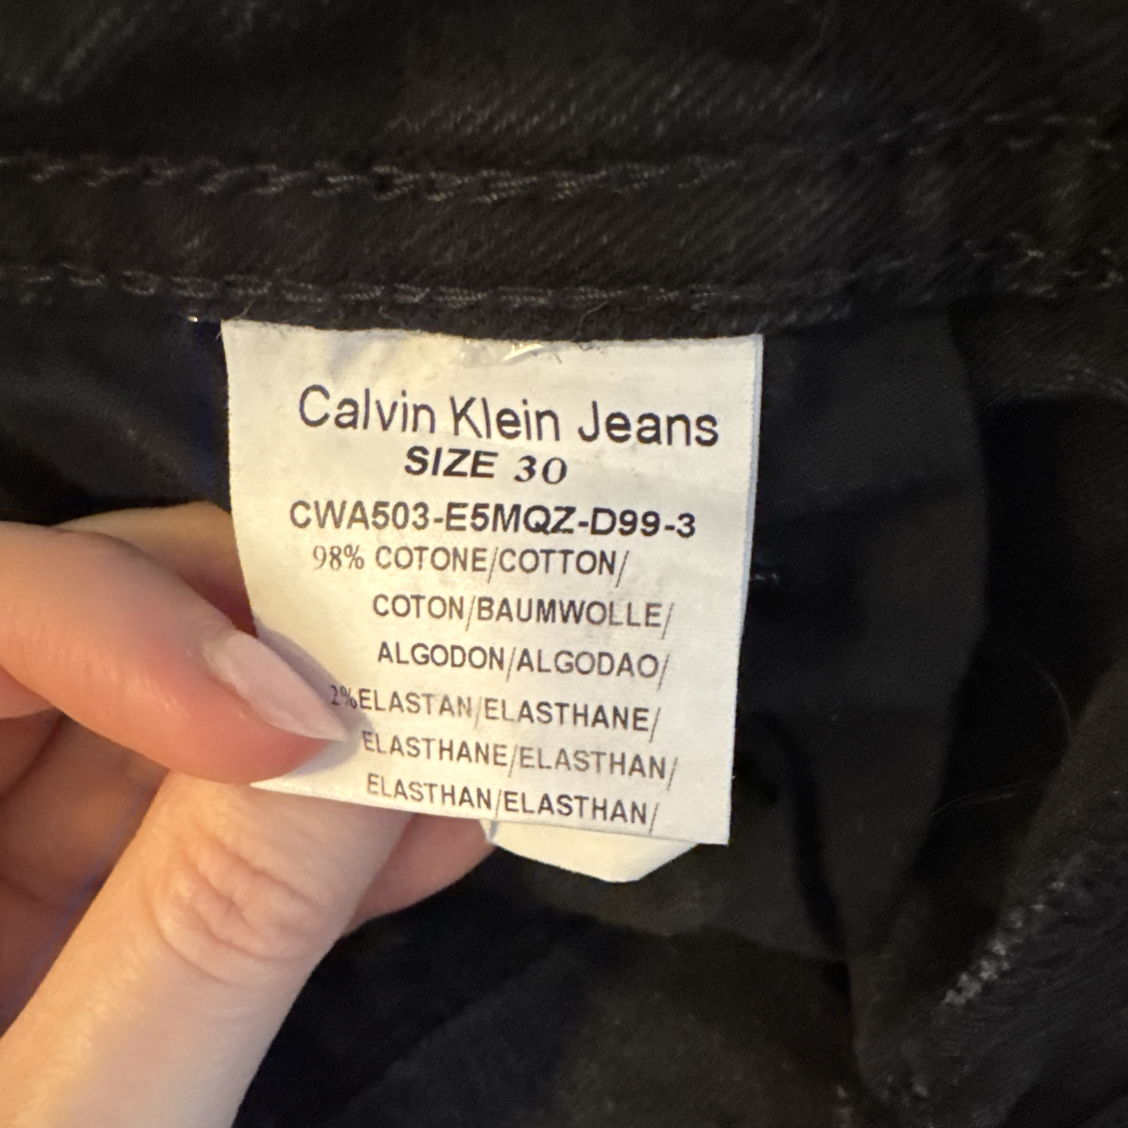 Calvin Klein Jeans
SIZE 30
CWA503-E5MQZ-D99-3
98% COTONE/COTTON/
COTON/BAUMWOLLE/
ALGODON/ALGODAO/
2%ELASTAN/ELASTHANE/
ELASTHANE/ELASTHAN/
ELASTHAN/ELASTHAN/